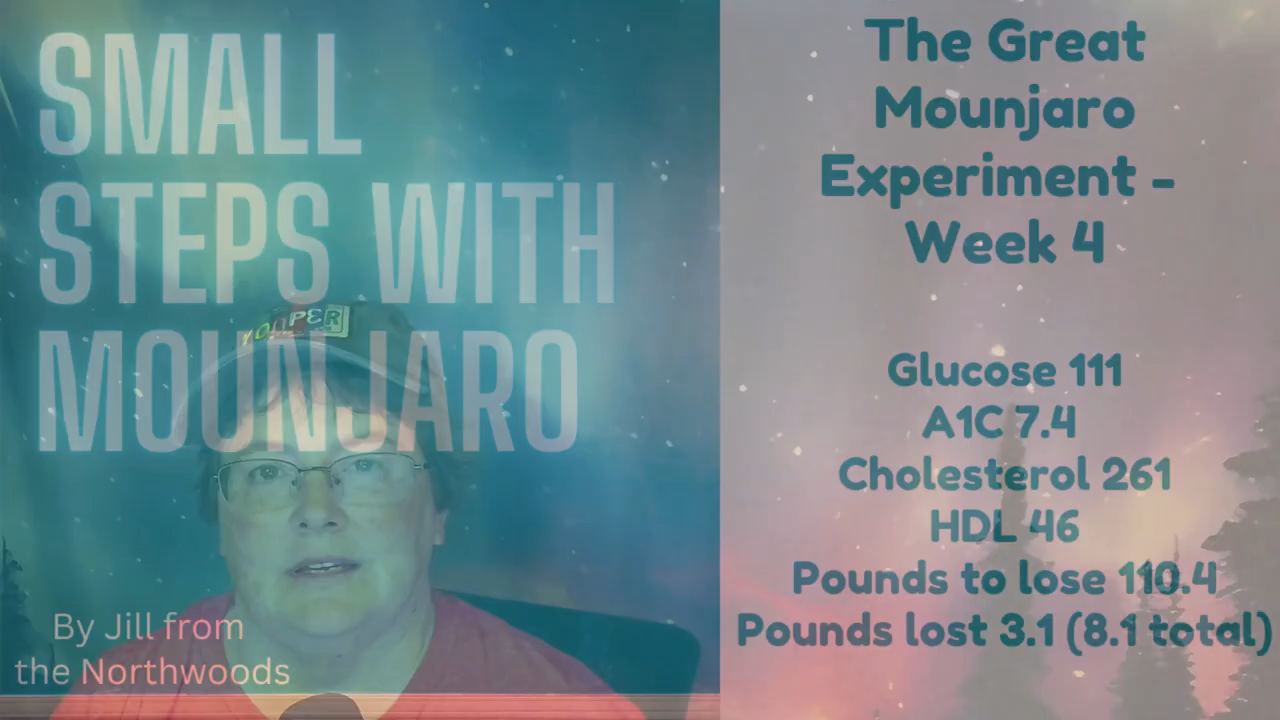 SMALL
STEPS WITH
MOUNJARO
YOOPER
By Jill from
the Northwoods
The Great
Mounjaro
Experiment -
Week 4
Glucose 111
A1C 7.4
Cholesterol 261
HDL 46
Pounds to lose 110.4
Pounds lost 3.1 (8.1 total)